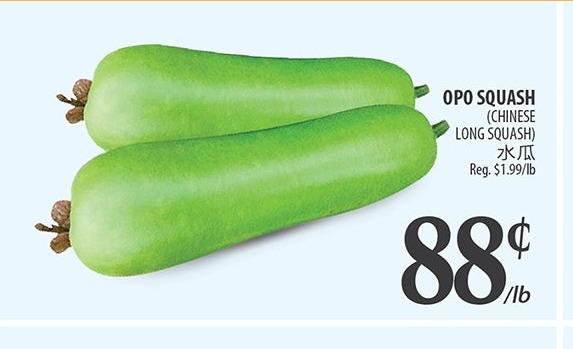 OPO SQUASH
(CHINESE
LONG SQUASH)
水瓜
Reg. $1.99/lb
88¢
/lb